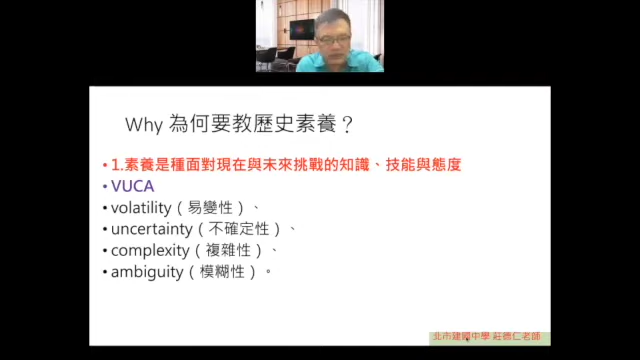 Why 為何要教歷史素養？
• 1.素養是種面對現在與未來挑戰的知識、技能與態度
• VUCA
• volatility（易變性）、
• uncertainty（不確定性）、
• complexity（複雜性）、
• ambiguity（模糊性）。
北市建國中學 莊德仁老師